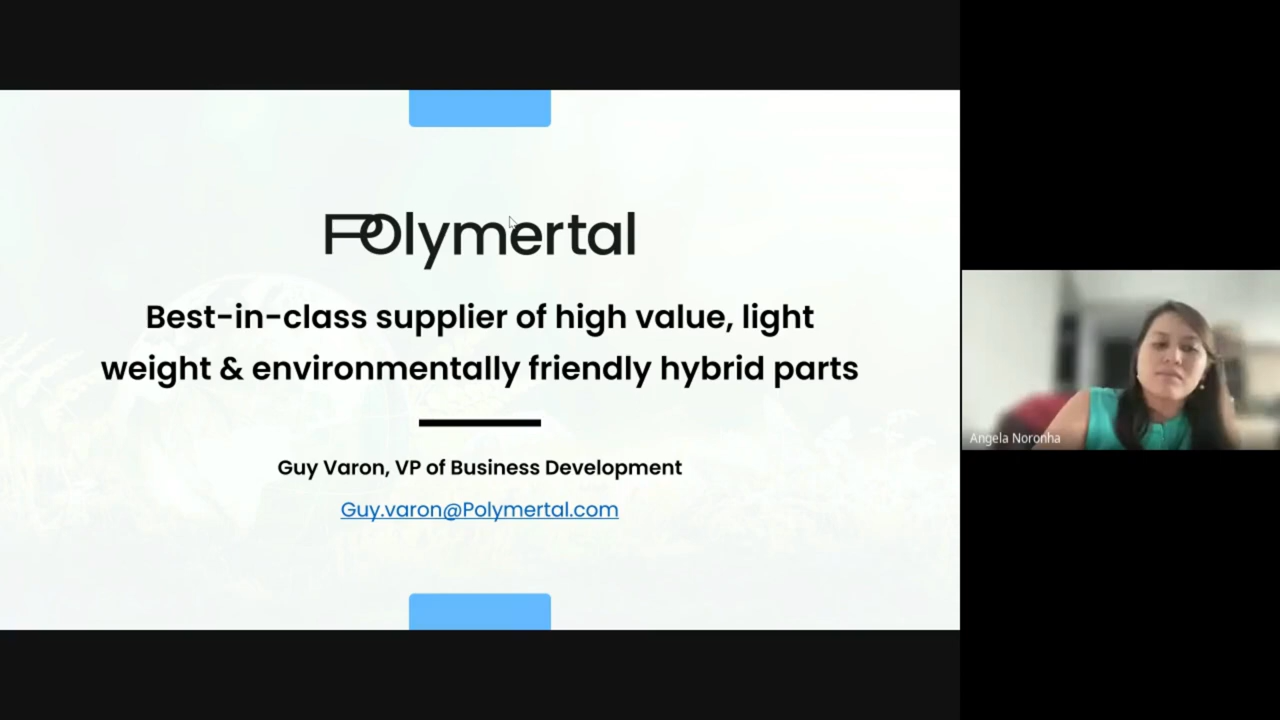 Polymertal
Best-in-class supplier of high value, light
weight & environmentally friendly hybrid parts
Guy Varon, VP of Business Development
Guy.varon@Polymertal.com
Angela Noronha